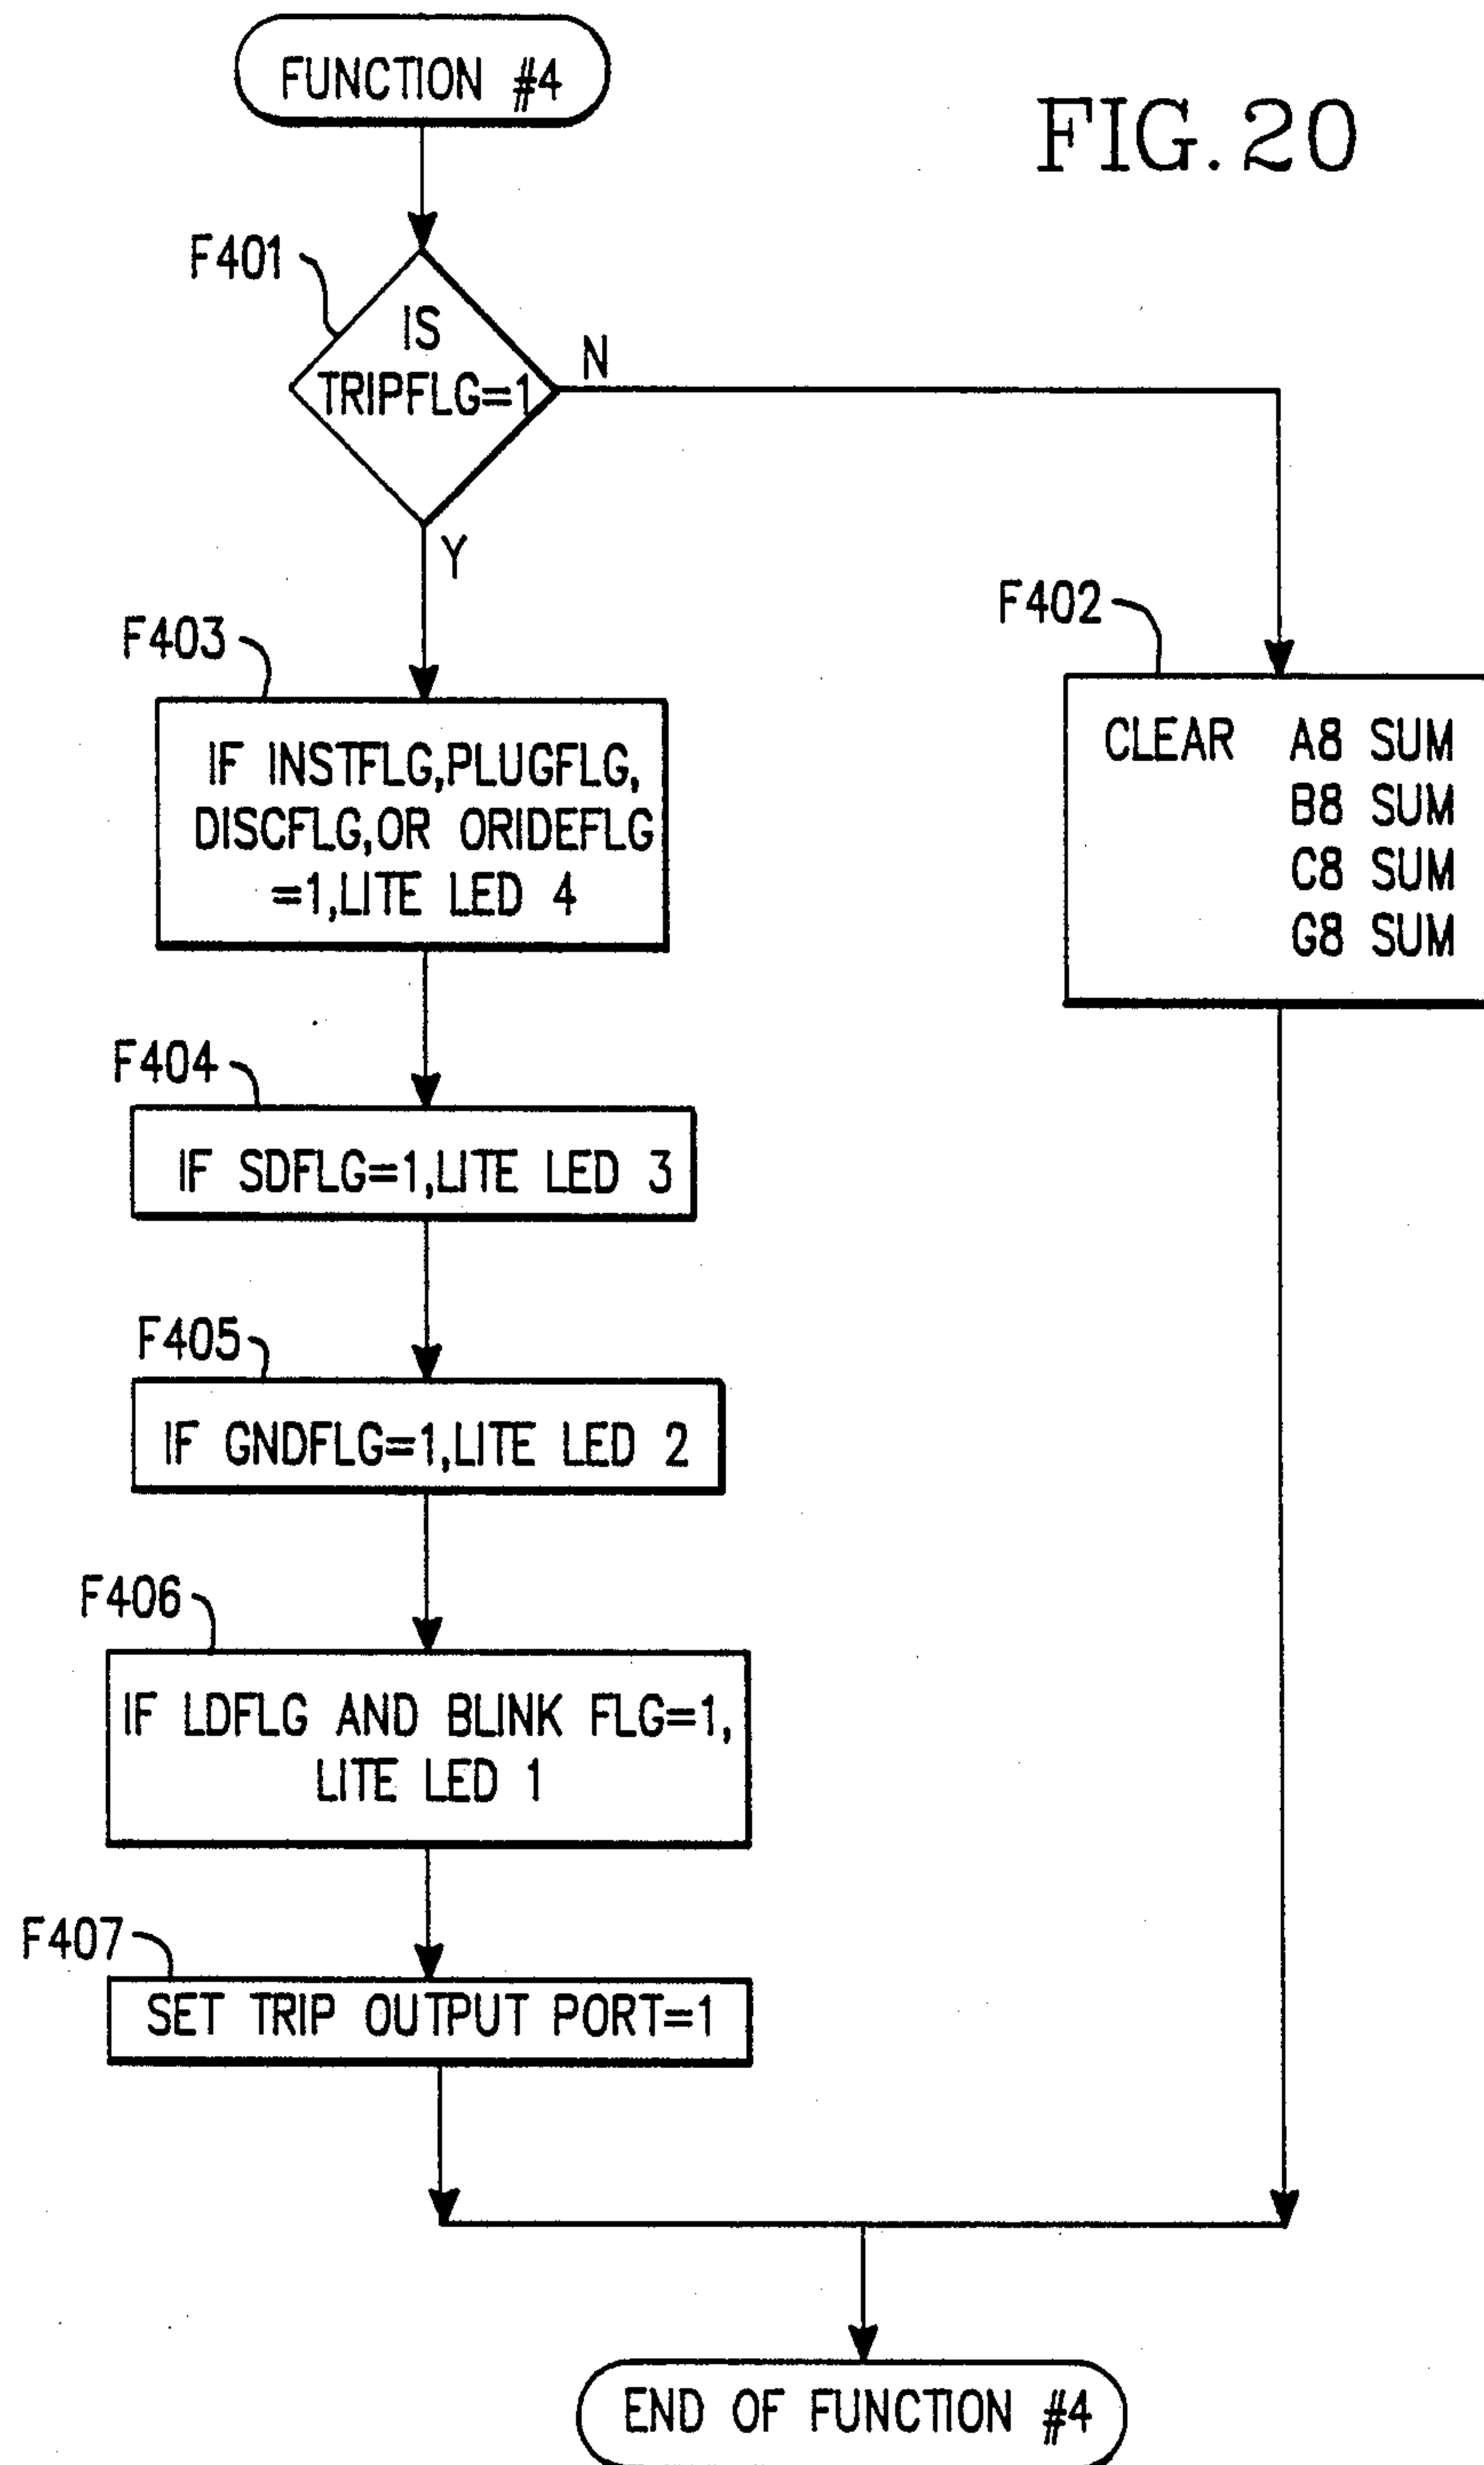 FUNCTION #4
FIG. 20
F401
IS
TRIPFLG=1
N
Y
F402
CLEAR A8 SUM
B8 SUM
C8 SUM
G8 SUM
F403
IF INSTFLG,PLUGFLG,
DISCFLG,OR ORIDEFLG
=1,LITE LED 4
F404
IF SDFLG=1,LITE LED 3
F405
IF GNDFLG=1,LITE LED 2
F406
IF LDFLG AND BLINK FLG=1,
LITE LED 1
F407
SET TRIP OUTPUT PORT=1
END OF FUNCTION #4